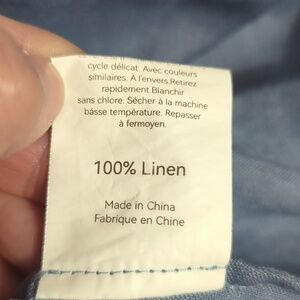 cycle délicat. Avec couleurs
similaires. À l'envers.Retirez
rapidement.Blanchir
sans chlore. Sécher à la machine
bàsse température. Repasser
à fermoyen.
100% Linen
Made in China
Fabrique en Chine